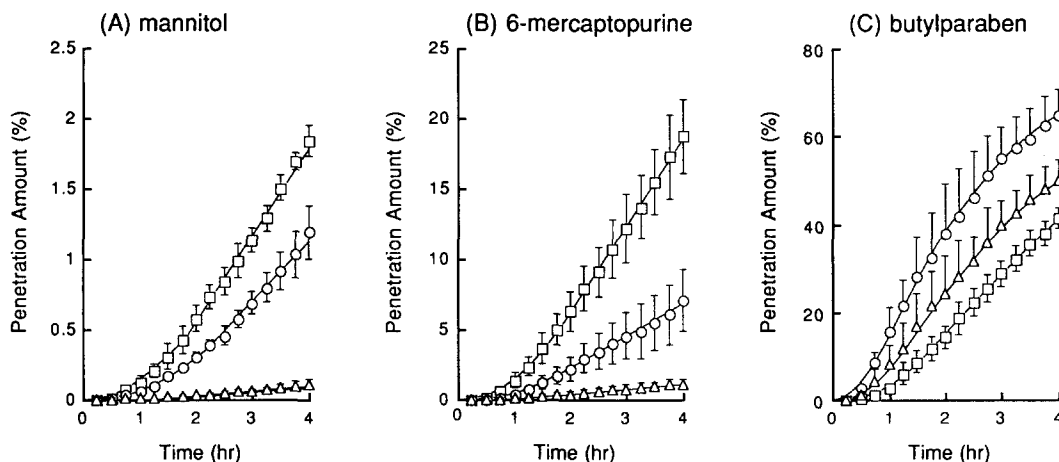 (A) mannitol
2.5
2
1.5
1
0.5
0
Penetration Amount (%)
0 1 2 3 4
Time (hr)
(B) 6-mercaptopurine
25
20
15
10
5
0
Penetration Amount (%)
0 1 2 3 4
Time (hr)
(C) butylparaben
80
60
40
20
0
Penetration Amount (%)
0 1 2 3 4
Time (hr)